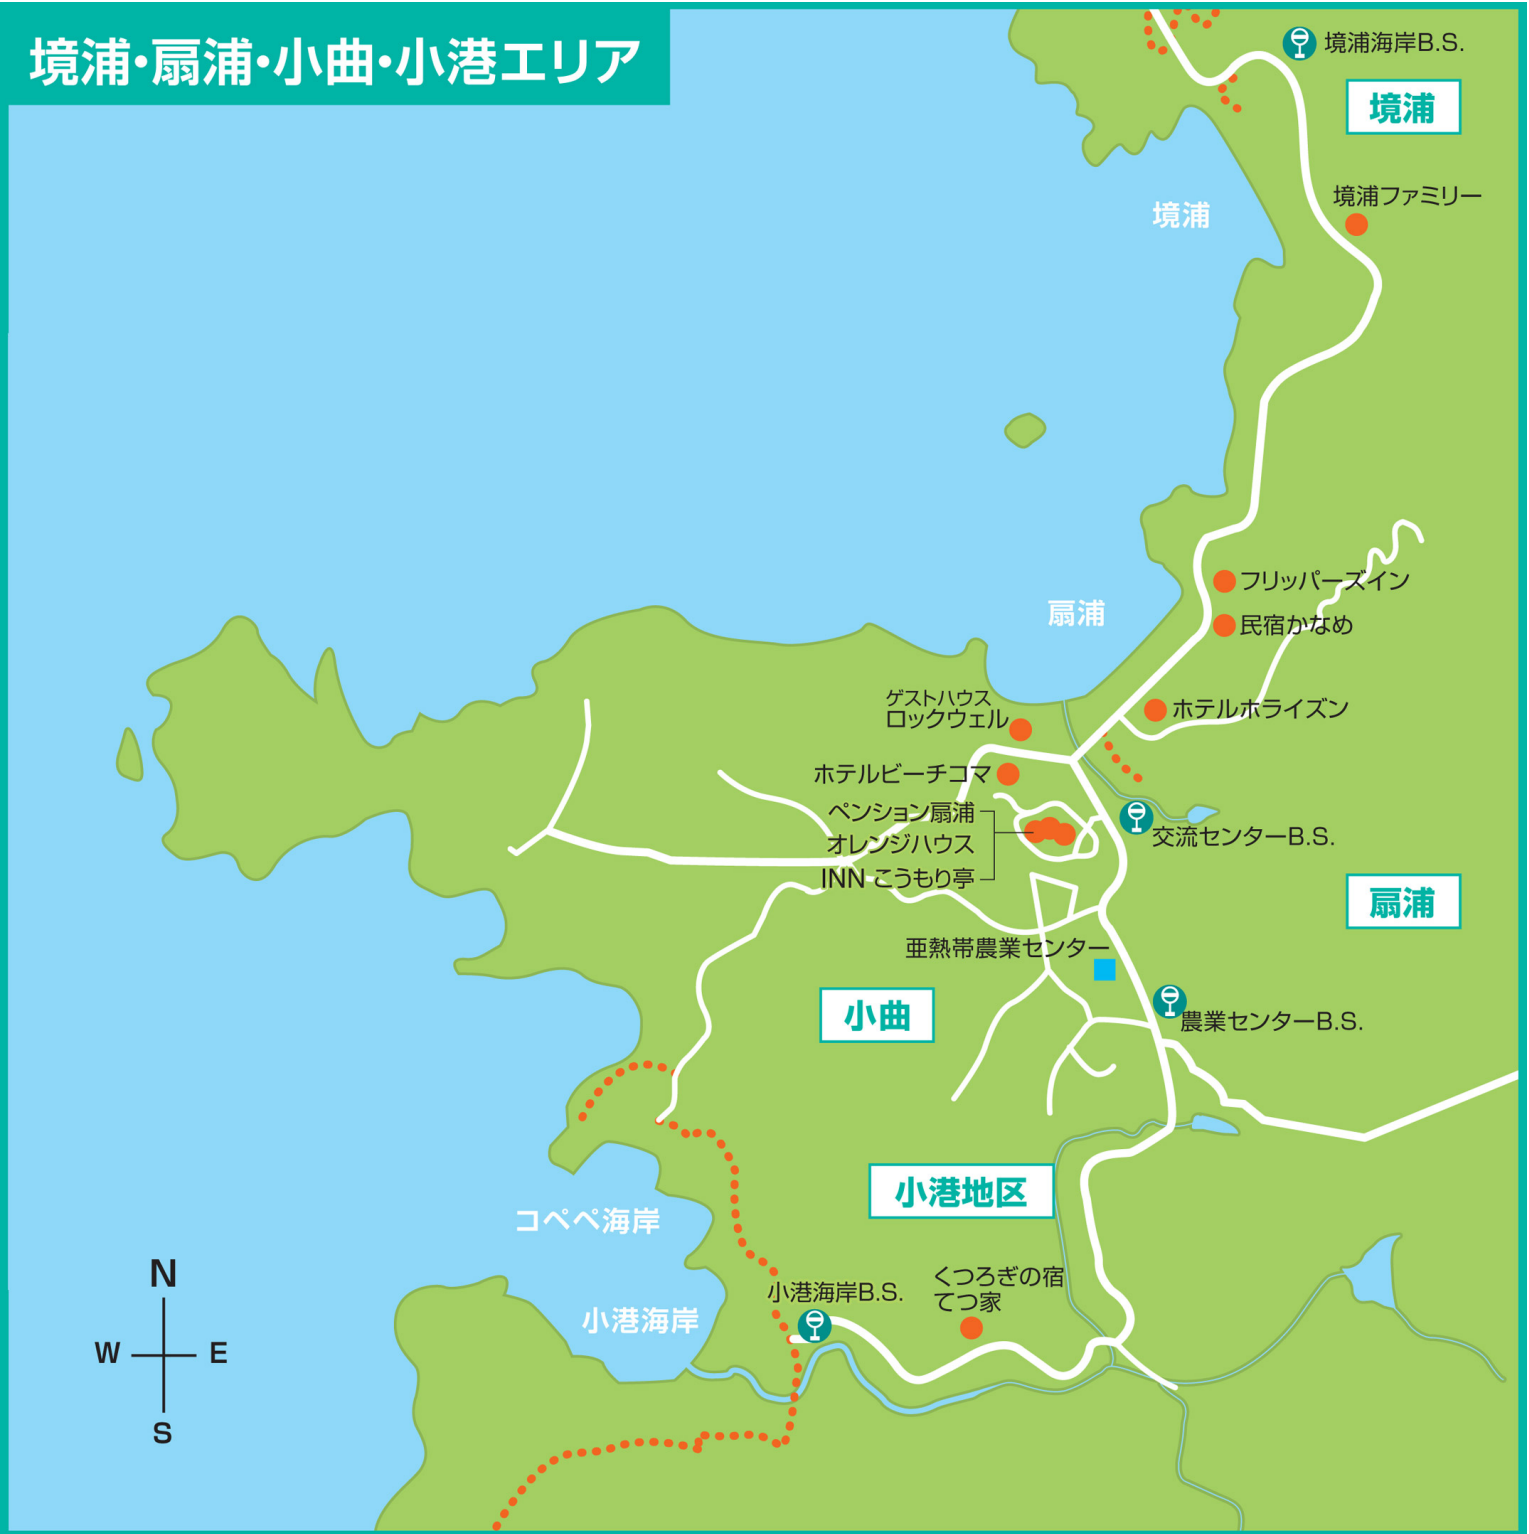 境浦・扇浦・小曲・小港エリア
境浦海岸B.S.
境浦
境浦ファミリー
境浦
フリッパーズイン
扇浦
民宿かなめ
ゲストハウス
ロックウェル
ホテルホライズン
ホテルビーチコマ
ペンション扇浦
オレンジハウス
INN こうもり亭
交流センターB.S.
扇浦
亜熱帯農業センター
小曲
農業センターB.S.
小港地区
コペペ海岸
小港海岸
小港海岸B.S.
くつろぎの宿
てつ家
N
W E
S